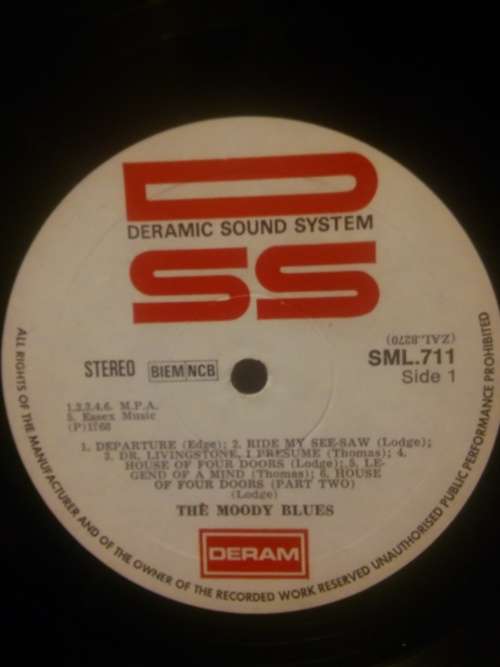 DERAMIC SOUND SYSTEM
DSS
STEREO
BIEM/NCB
(ZAL.8270)
SML.711
Side 1
1,2,3,4,6. M.P.A.
5. Essex Music
(P)1968
1. DEPARTURE (Edge); 2. RIDE MY SEE-SAW (Lodge);
3. DR. LIVINGSTONE, I PRESUME (Thomas); 4.
HOUSE OF FOUR DOORS (Lodge); 5. LE-
GEND OF A MIND (Thomas); 6. HOUSE
OF FOUR DOORS (PART TWO)
(Lodge)
THE MOODY BLUES
DERAM
ALL RIGHTS OF THE MANUFACTURER AND OF THE OWNER OF THE RECORDED WORK RESERVED UNAUTHORISED PUBLIC PERFORMANCE PROHIBITED